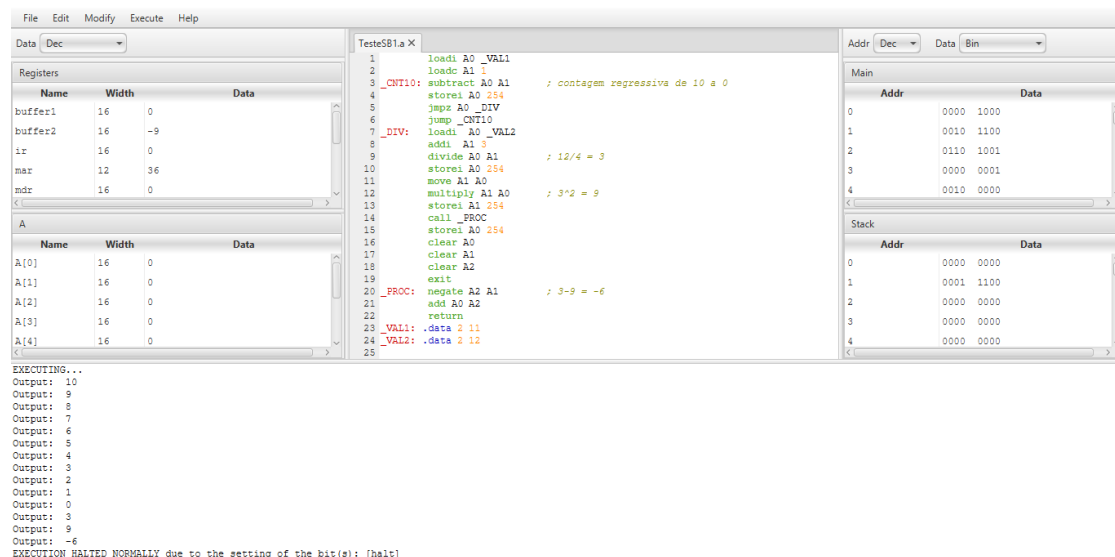 File Edit Modify Execute Help
Data Dec
TesteSB1.a ×
Addr Dec Data Bin
Registers
Name Width Data
buffer1 16 0
buffer2 16 -9
ir 16 0
mar 12 36
mdr 16 0
A
Name Width Data
A[0] 16 0
A[1] 16 0
A[2] 16 0
A[3] 16 0
A[4] 16 0
1 loadi A0 _VAL1
2 loadc A1 1
3 _CNT10: subtract A0 A1 ; contagem regressiva de 10 a 0
4 storei A0 254
5 jmpz A0 _DIV
6 jump _CNT10
7 _DIV: loadi A0 _VAL2
8 addi A1 3
9 divide A0 A1 ; 12/4 = 3
10 storei A0 254
11 move A1 A0
12 multiply A1 A0 ; 3^2 = 9
13 storei A1 254
14 call _PROC
15 storei A0 254
16 clear A0
17 clear A1
18 clear A2
19 exit
20 _PROC: negate A2 A1 ; 3-9 = -6
21 add A0 A2
22 return
23 _VAL1: .data 2 11
24 _VAL2: .data 2 12
25
Main
Addr Data
0 0000 1000
1 0010 1100
2 0110 1001
3 0000 0001
4 0010 0000
Stack
Addr Data
0 0000 0000
1 0001 1100
2 0000 0000
3 0000 0000
4 0000 0000
EXECUTING...
Output: 10
Output: 9
Output: 8
Output: 7
Output: 6
Output: 5
Output: 4
Output: 3
Output: 2
Output: 1
Output: 0
Output: 3
Output: 9
Output: -6
EXECUTION HALTED NORMALLY due to the setting of the bit(s): [halt]